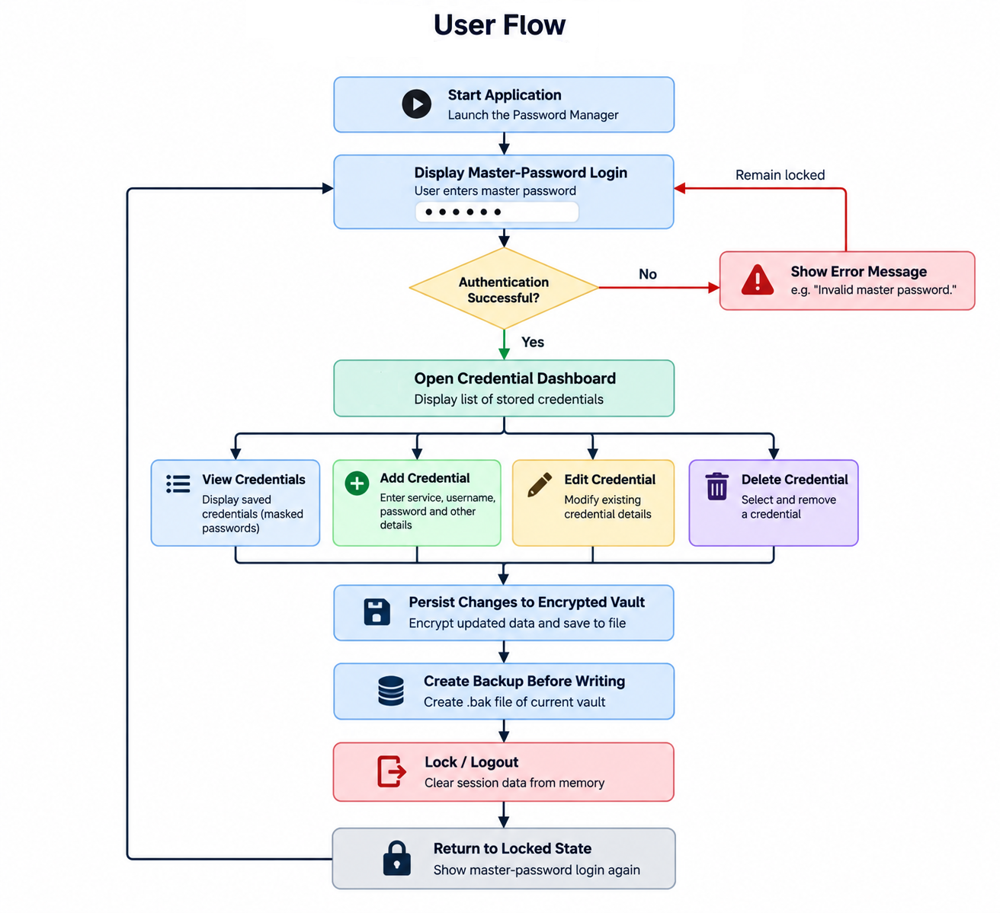 User Flow
Start Application
Launch the Password Manager
Display Master-Password Login
User enters master password
Remain locked
Authentication
Successful?
No
Show Error Message
e.g. "Invalid master password."
Yes
Open Credential Dashboard
Display list of stored credentials
View Credentials
Display saved
credentials (masked
passwords)
Add Credential
Enter service, username,
password and other
details
Edit Credential
Modify existing
credential details
Delete Credential
Select and remove
a credential
Persist Changes to Encrypted Vault
Encrypt updated data and save to file
Create Backup Before Writing
Create .bak file of current vault
Lock / Logout
Clear session data from memory
Return to Locked State
Show master-password login again